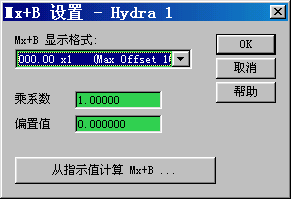 Mx+B 设置 - Hydra 1
Mx+B 显示格式:
000.00 x1 (Max Offset
OK
取消
帮助
乘系数
1.00000
偏置值
0.000000
从指示值计算 Mx+B ...